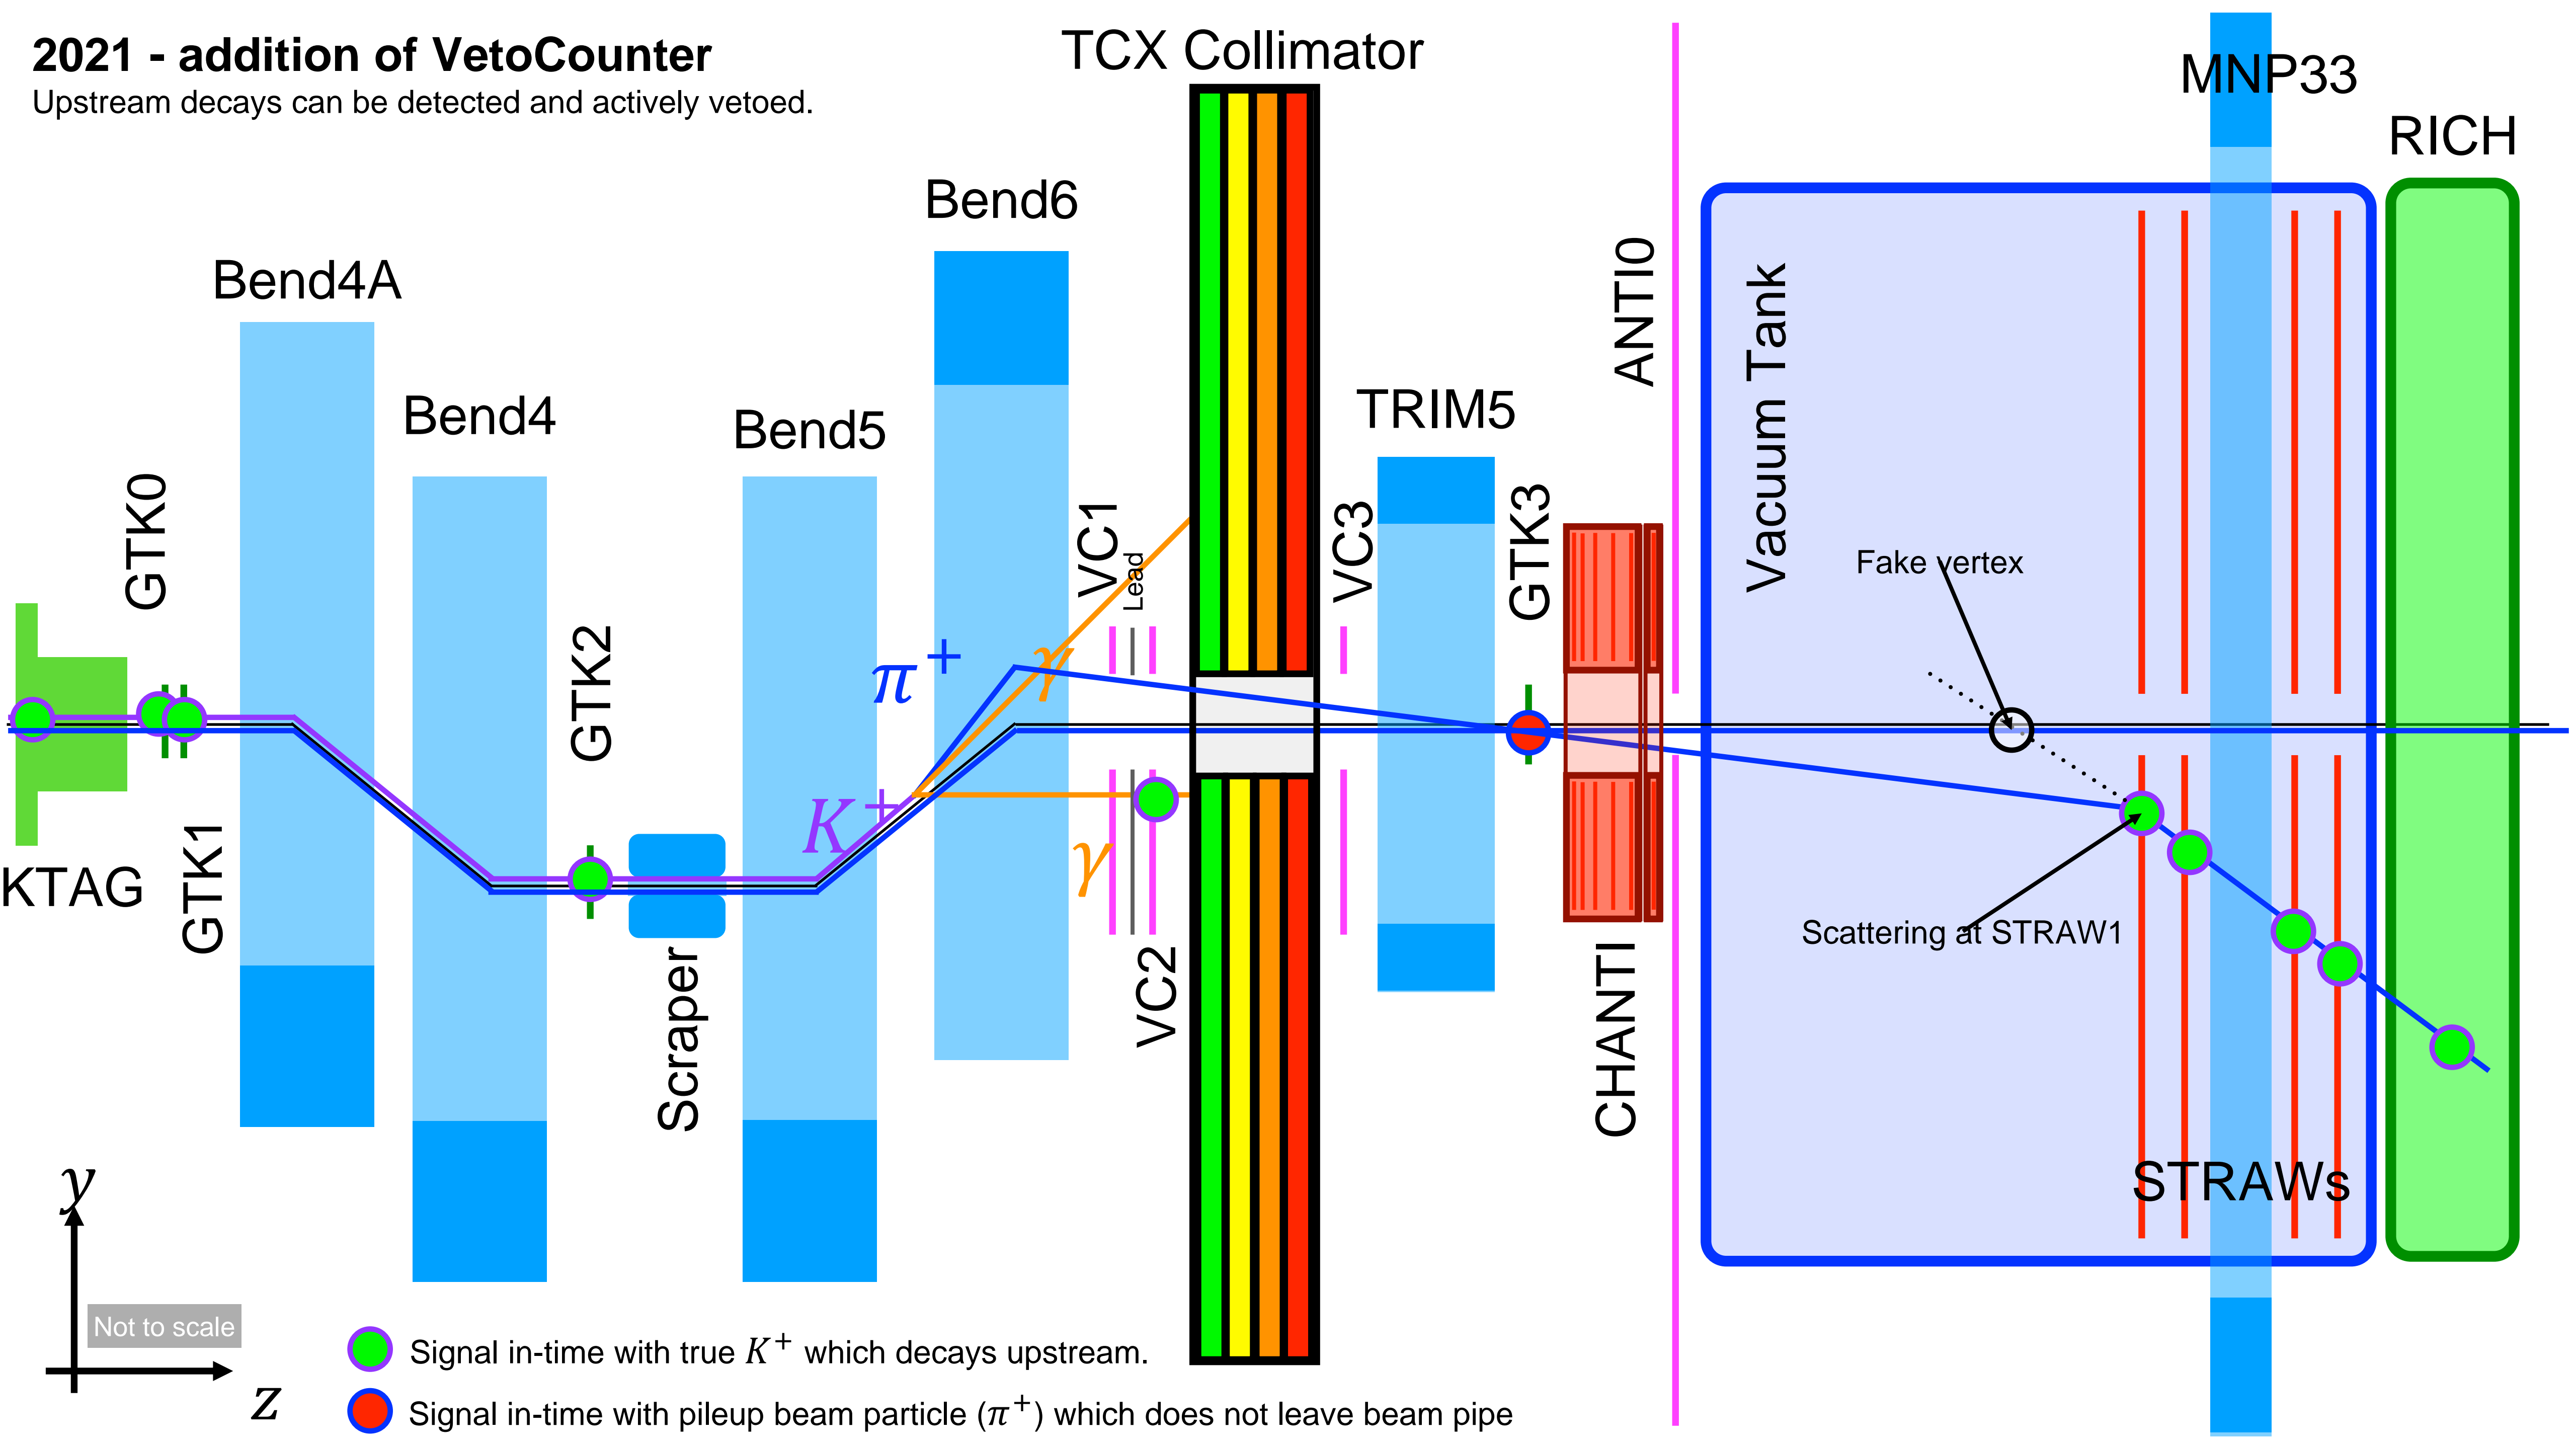 2021 - addition of VetoCounter
Upstream decays can be detected and actively vetoed.
TCX Collimator
MNP33
RICH
Bend6
Bend4A
ANTI0
Vacuum Tank
Bend4
Bend5
TRIM5
GTK0
VC1
Lead
VC3
GTK3
Fake vertex
GTK2
π⁺
γ
K⁺
γ
KTAG
GTK1
Scattering at STRAW1
VC2
Scraper
CHANTI
STRAWs
y
Not to scale
z
Signal in-time with true K⁺ which decays upstream.
Signal in-time with pileup beam particle (π⁺) which does not leave beam pipe